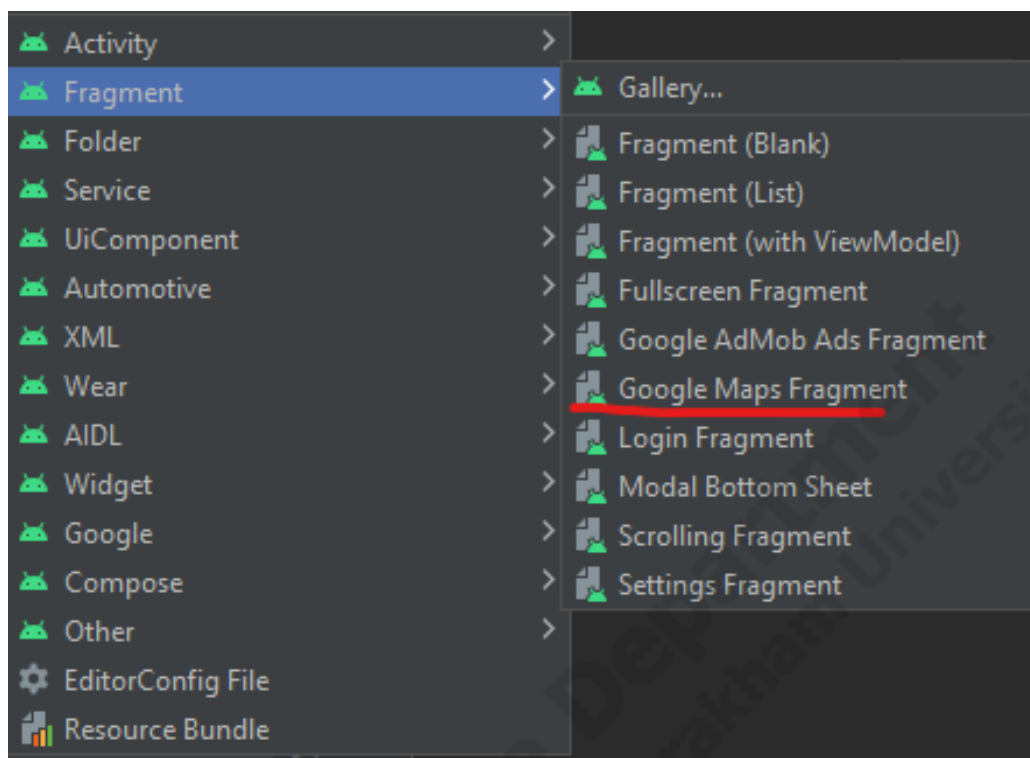 Activity
Fragment
Folder
Service
UiComponent
Automotive
XML
Wear
AIDL
Widget
Google
Compose
Other
EditorConfig File
Resource Bundle
Gallery...
Fragment (Blank)
Fragment (List)
Fragment (with ViewModel)
Fullscreen Fragment
Google AdMob Ads Fragment
Google Maps Fragment
Login Fragment
Modal Bottom Sheet
Scrolling Fragment
Settings Fragment
Department